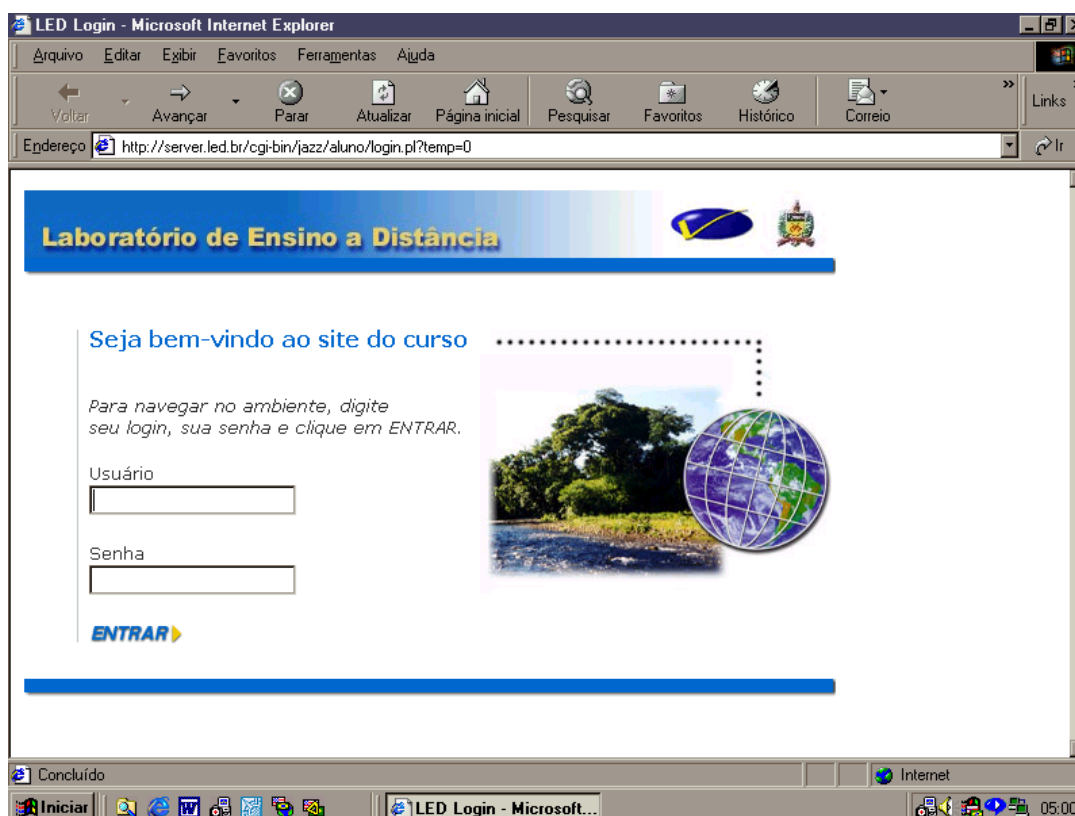 LED Login - Microsoft Internet Explorer
Arquivo Editar Exibir Favoritos Ferramentas Ajuda
Voltar Avançar Parar Atualizar Página inicial Pesquisar Favoritos Histórico Correio » Links
Endereço http://server.led.br/cgi-bin/jazz/aluno/login.pl?temp=0 Ir
Laboratório de Ensino a Distância
Seja bem-vindo ao site do curso
Para navegar no ambiente, digite
seu login, sua senha e clique em ENTRAR.
Usuário
Senha
ENTRAR
Concluído Internet
Iniciar LED Login - Microsoft... 05:00